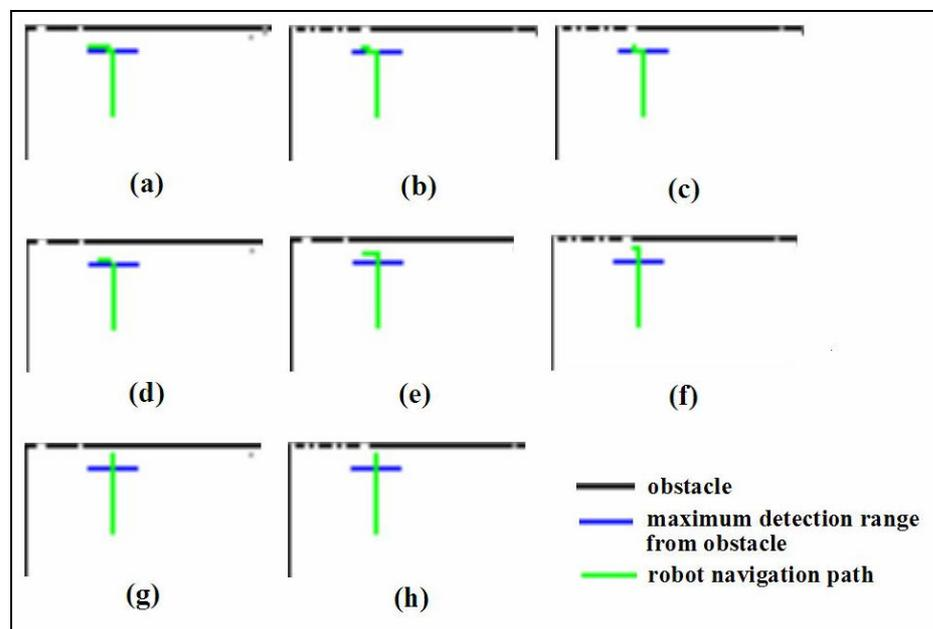 (a)
(b)
(c)
(d)
(e)
(f)
(g)
(h)
obstacle
maximum detection range
from obstacle
robot navigation path